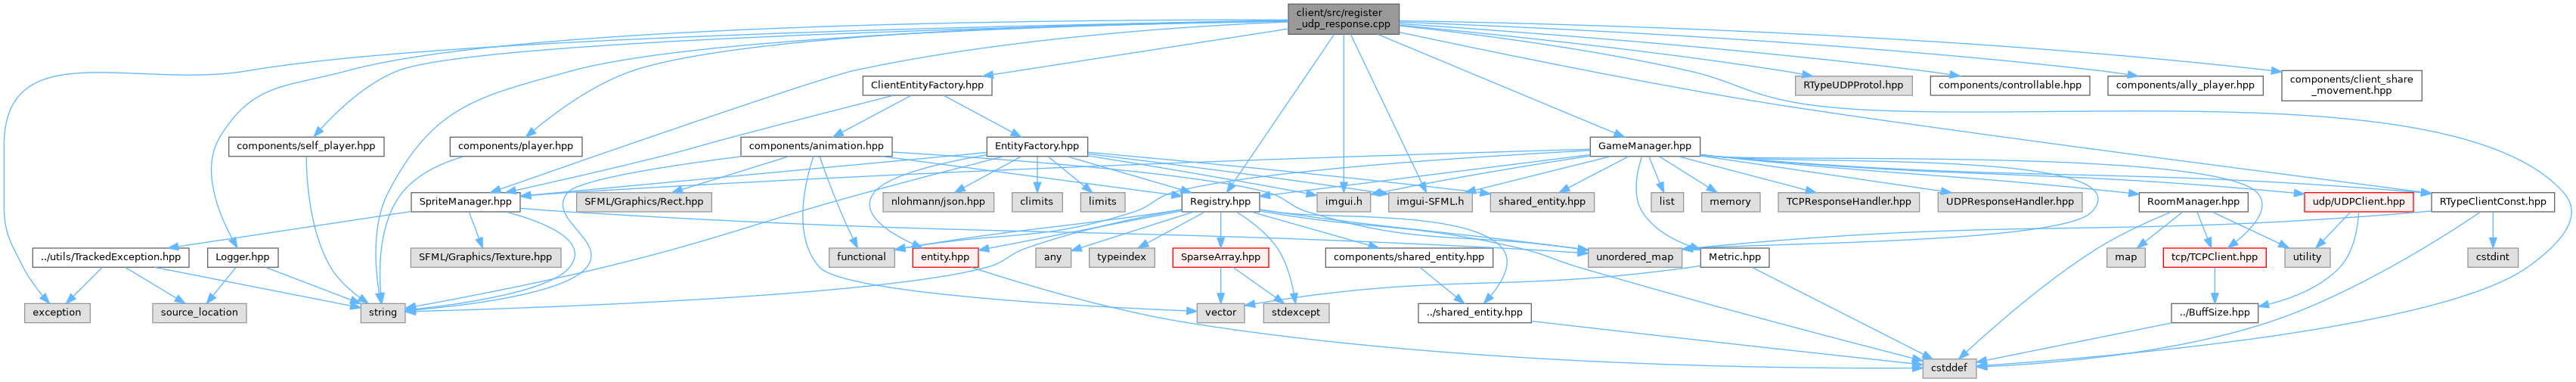 client/src/register
_udp_response.cpp
ClientEntityFactory.hpp
RTypeUDPProtol.hpp
components/controllable.hpp
components/ally_player.hpp
components/client_share
_movement.hpp
components/self_player.hpp
components/player.hpp
components/animation.hpp
EntityFactory.hpp
GameManager.hpp
SpriteManager.hpp
SFML/Graphics/Rect.hpp
nlohmann/json.hpp
climits
limits
Registry.hpp
imgui.h
imgui-SFML.h
shared_entity.hpp
list
memory
TCPResponseHandler.hpp
UDPResponseHandler.hpp
RoomManager.hpp
udp/UDPClient.hpp
RTypeClientConst.hpp
../utils/TrackedException.hpp
Logger.hpp
SFML/Graphics/Texture.hpp
functional
entity.hpp
any
typeindex
SparseArray.hpp
components/shared_entity.hpp
unordered_map
Metric.hpp
map
tcp/TCPClient.hpp
utility
cstdint
exception
source_location
string
vector
stdexcept
../shared_entity.hpp
../BuffSize.hpp
cstddef